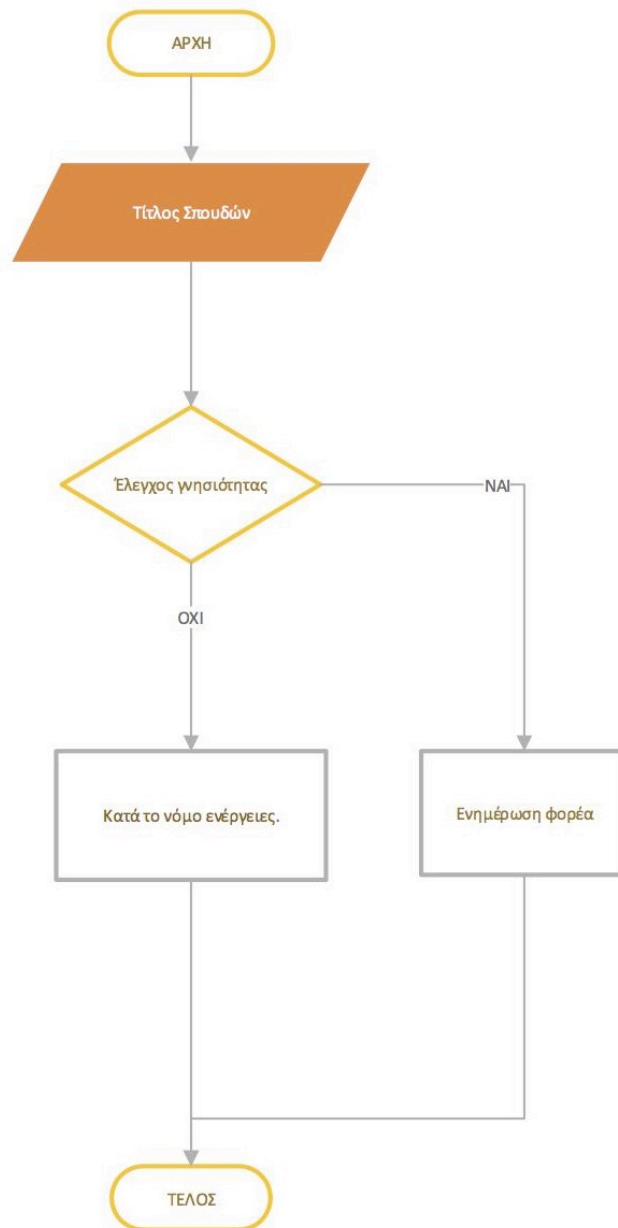 ΑΡΧΗ
Τίτλος Σπουδών
Έλεγχος γνησιότητας
ΝΑΙ
ΟΧΙ
Κατά το νόμο ενέργειες.
Ενημέρωση φορέα
ΤΕΛΟΣ